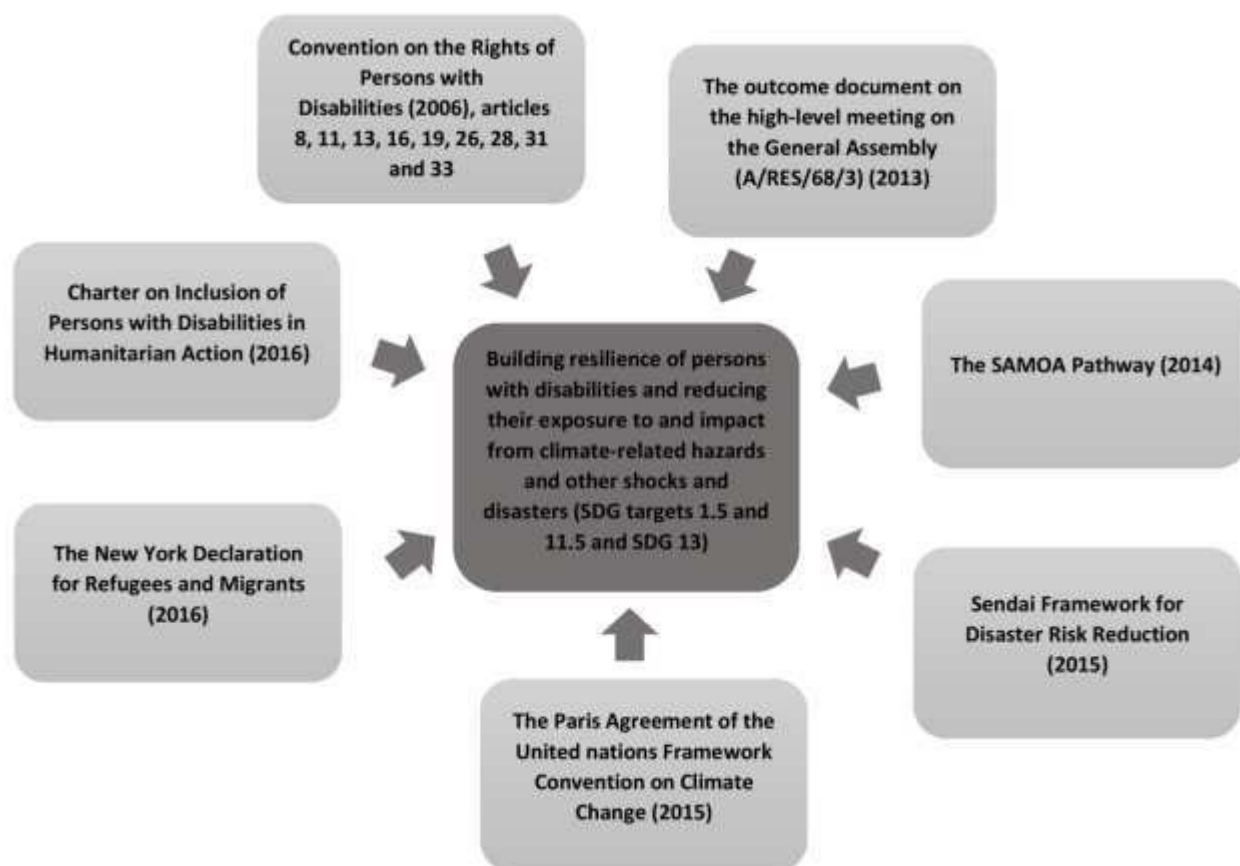 Convention on the Rights of
Persons with
Disabilities (2006), articles
8, 11, 13, 16, 19, 26, 28, 31
and 33
The outcome document on
the high-level meeting on
the General Assembly
(A/RES/68/3) (2013)
Charter on Inclusion of
Persons with Disabilities in
Humanitarian Action (2016)
Building resilience of persons
with disabilities and reducing
their exposure to and impact
from climate-related hazards
and other shocks and
disasters (SDG targets 1.5 and
11.5 and SDG 13)
The SAMOA Pathway (2014)
The New York Declaration
for Refugees and Migrants
(2016)
Sendai Framework for
Disaster Risk Reduction
(2015)
The Paris Agreement of the
United nations Framework
Convention on Climate
Change (2015)